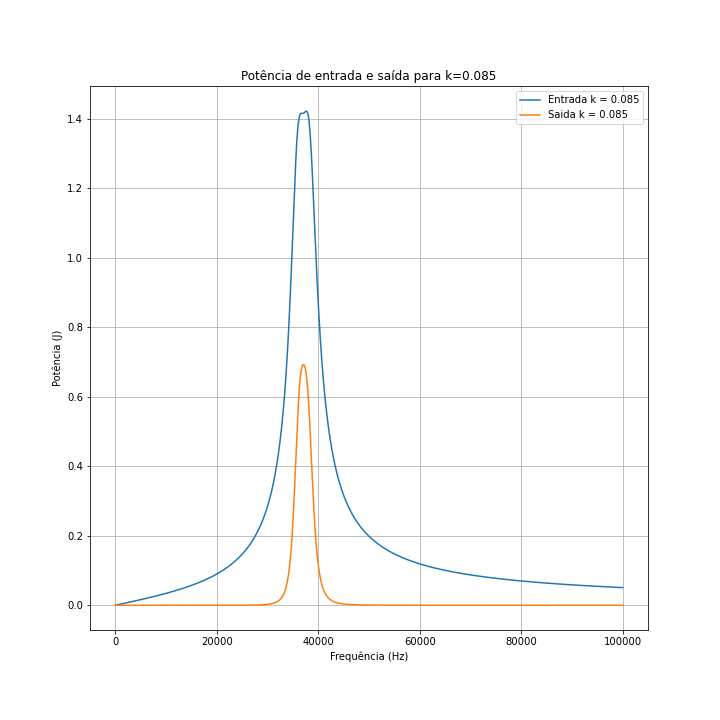 Potência de entrada e saída para k=0.085
Entrada k = 0.085
Saida k = 0.085
Potência (J)
1.4
1.2
1.0
0.8
0.6
0.4
0.2
0.0
0 20000 40000 60000 80000 100000
Frequência (Hz)